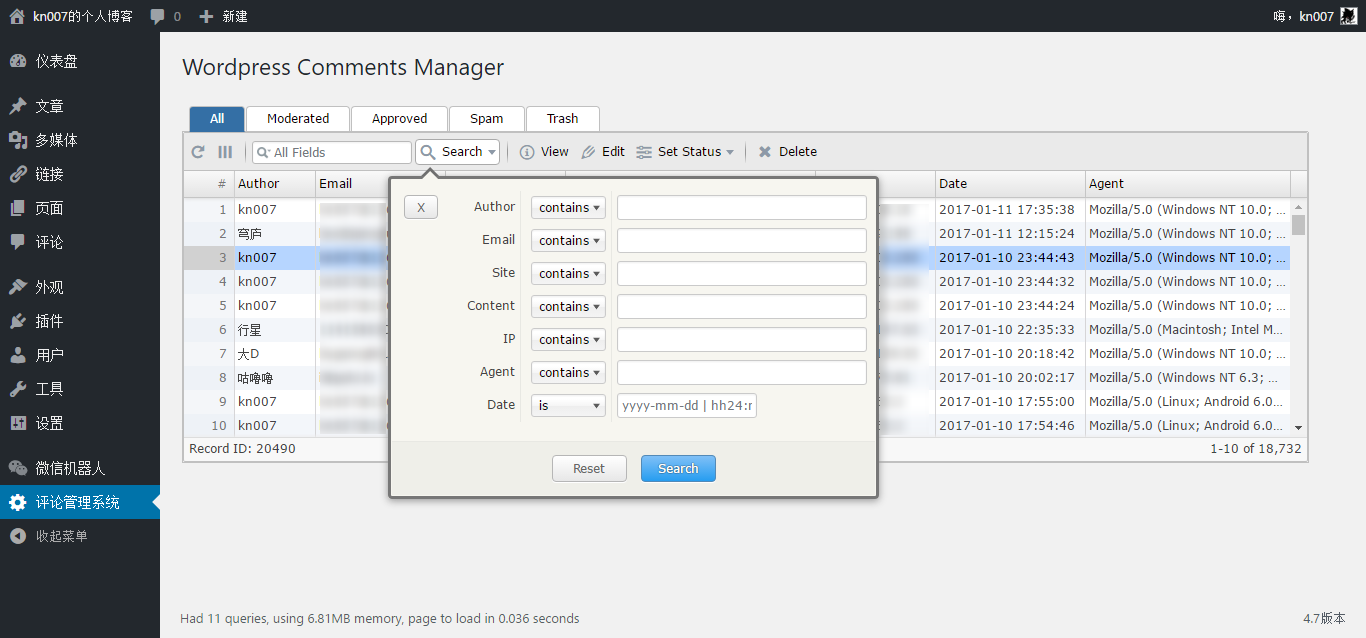 kn007的个人博客 0 新建 嗨，kn007
仪表盘
文章
多媒体
链接
页面
评论
外观
插件
用户
工具
设置
微信机器人
评论管理系统
收起菜单
Wordpress Comments Manager
All Moderated Approved Spam Trash
All Fields Search View Edit Set Status Delete
# Author Email Date Agent
1 kn007 2017-01-11 17:35:38 Mozilla/5.0 (Windows NT 10.0; ...
2 穹庐 2017-01-11 12:15:24 Mozilla/5.0 (Windows NT 10.0; ...
3 kn007 2017-01-10 23:44:43 Mozilla/5.0 (Windows NT 10.0; ...
4 kn007 2017-01-10 23:44:32 Mozilla/5.0 (Windows NT 10.0; ...
5 kn007 2017-01-10 23:44:24 Mozilla/5.0 (Windows NT 10.0; ...
6 行星 2017-01-10 22:35:33 Mozilla/5.0 (Macintosh; Intel M...
7 大D 2017-01-10 20:18:42 Mozilla/5.0 (Windows NT 10.0; ...
8 咕噜噜 2017-01-10 20:02:17 Mozilla/5.0 (Windows NT 6.3; ...
9 kn007 2017-01-10 17:55:00 Mozilla/5.0 (Linux; Android 6.0...
10 kn007 2017-01-10 17:54:46 Mozilla/5.0 (Linux; Android 6.0...
Record ID: 20490 1-10 of 18,732
X
Author contains
Email contains
Site contains
Content contains
IP contains
Agent contains
Date is yyyy-mm-dd | hh24:
Reset Search
Had 11 queries, using 6.81MB memory, page to load in 0.036 seconds
4.7版本